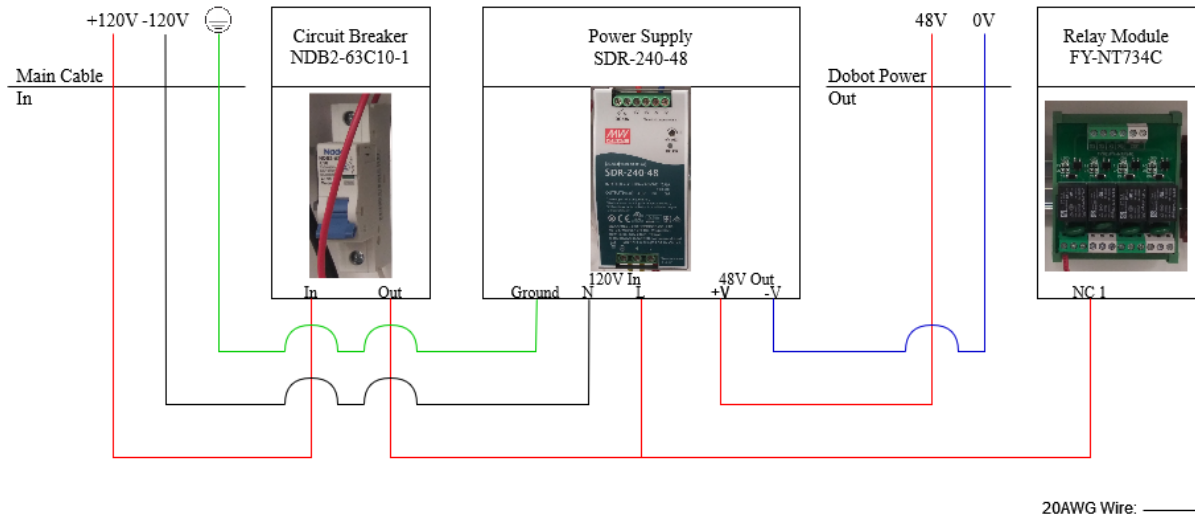 +120V -120V
Main Cable
In
Circuit Breaker
NDB2-63C10-1
In
Out
Power Supply
SDR-240-48
MW
SDR-240-48
120V In
48V Out
Ground
N
L
+V
-V
48V
0V
Dobot Power
Out
Relay Module
FY-NT734C
NC 1
20AWG Wire: